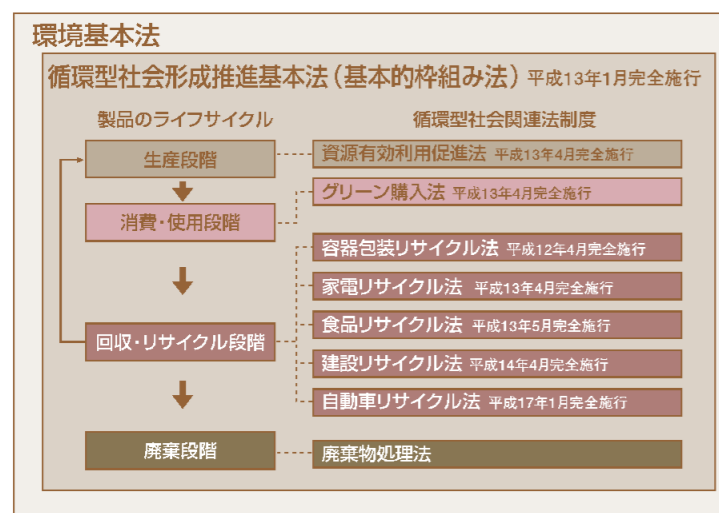 環境基本法
循環型社会形成推進基本法(基本的枠組み法) 平成13年1月完全施行
製品のライフサイクル 循環型社会関連法制度
生産段階 資源有効利用促進法 平成13年4月完全施行
グリーン購入法 平成13年4月完全施行
消費・使用段階
容器包装リサイクル法 平成12年4月完全施行
家電リサイクル法 平成13年4月完全施行
回収・リサイクル段階 食品リサイクル法 平成13年5月完全施行
建設リサイクル法 平成14年4月完全施行
自動車リサイクル法 平成17年1月完全施行
廃棄段階 廃棄物処理法